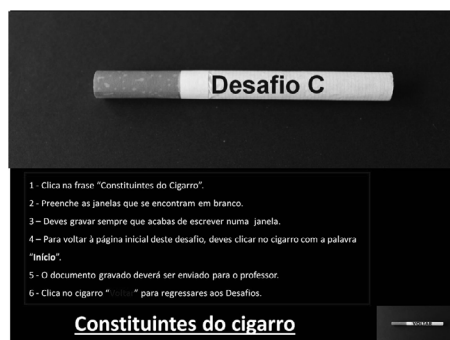 Desafio C
1 - Clica na frase “Constituintes do Cigarro”.
2 - Preenche as janelas que se encontram em branco.
3 – Deves gravar sempre que acabas de escrever numa janela.
4 – Para voltar à página inicial deste desafio, deves clicar no cigarro com a palavra
“Início”.
5 - O documento gravado deverá ser enviado para o professor.
6 - Clica no cigarro “Voltar” para regressares aos Desafios.
Constituintes do cigarro
VOLTAR